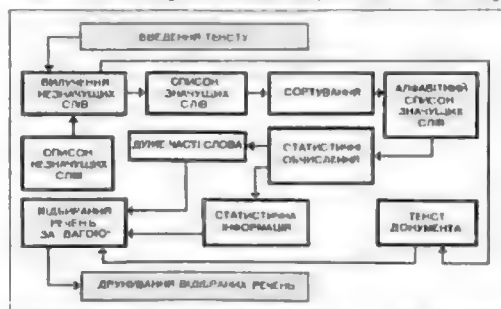 ВВЕДЕННЯ ТЕКСТУ
ВИЛУЧЕННЯ
НЕЗНАЧУЩИХ
СЛІВ
СПИСОК
ЗНАЧУЩИХ
СЛІВ
СОРТУВАННЯ
АЛФАВІТНИЙ
СПИСОК
ЗНАЧУЩИХ
СЛІВ
СПИСОК
НЕЗНАЧУЩИХ
СЛІВ
ДУЖЕ ЧАСТІ СЛОВА
СТАТИСТИЧНІ
ОБЧИСЛЕННЯ
ВІДБИРАННЯ
РЕЧЕНЬ
ЗА "ВАГОЮ"
СТАТИСТИЧНА
ІНФОРМАЦІЯ
ТЕКСТ
ДОКУМЕНТА
ДРУКУВАННЯ ВІДІБРАНИХ РЕЧЕНЬ